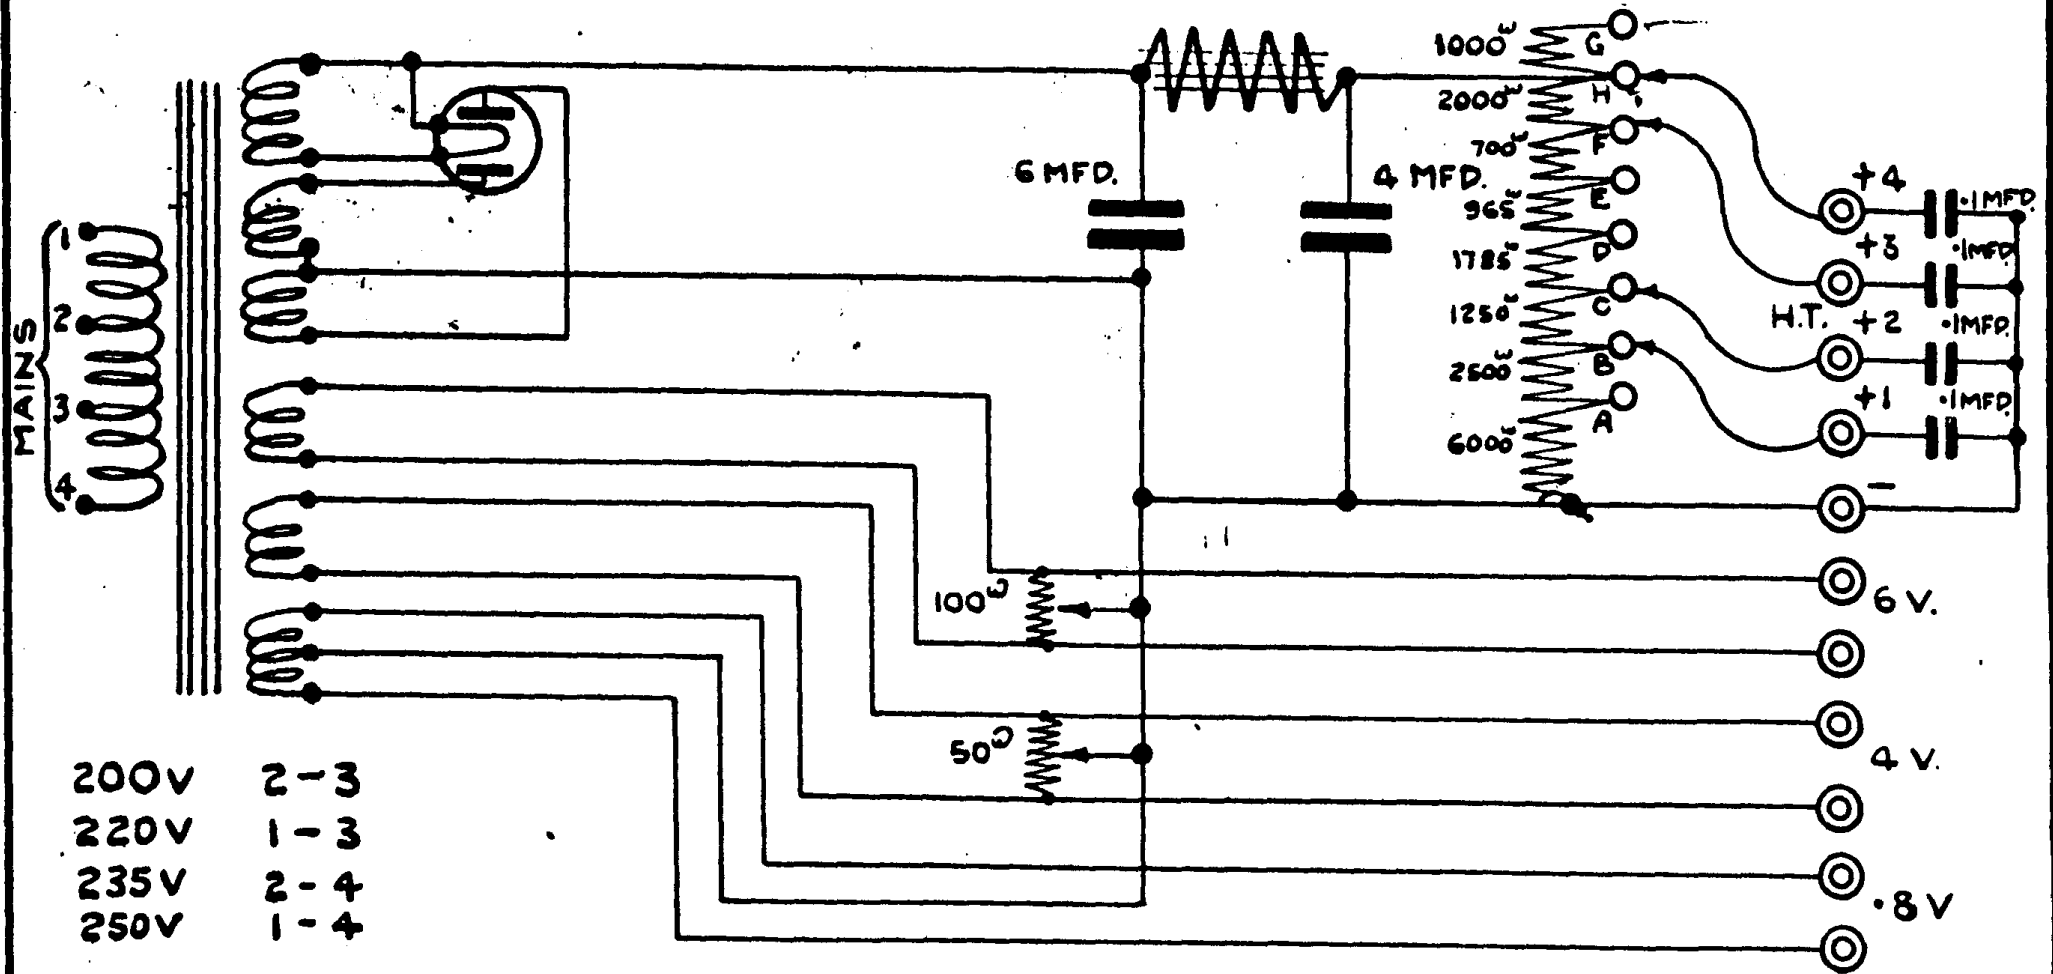 MAINS
1
2
3
4
200V 2-3
220V 1-3
235V 2-4
250V 1-4
6 MFD.
4 MFD.
1000ω
G
2000ω
H
700ω
F
965ω
E
1785ω
D
1250ω
C
2500ω
B
6000ω
A
+4
·1MFD.
+3
·1MFD.
H.T. +2
·1MFD.
+1
·1MFD.
−
100ω
6 V.
50ω
4 V.
·8 V